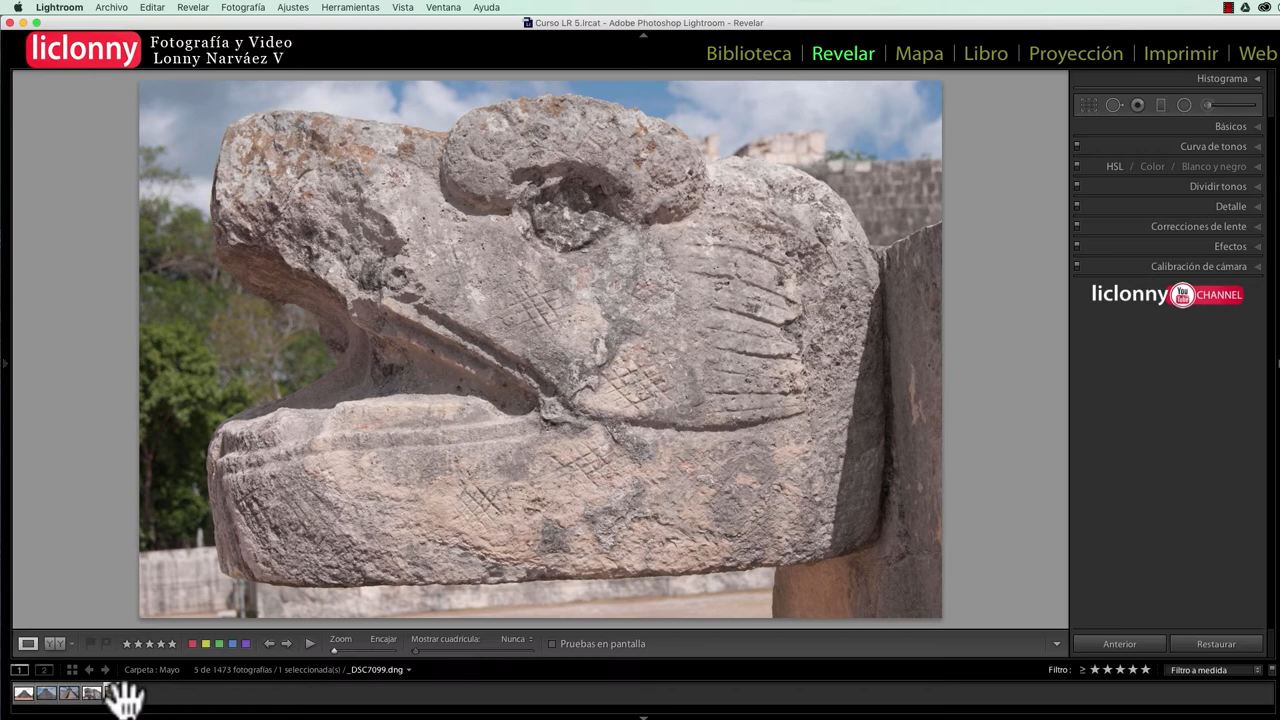 Lightroom Archivo Editar Revelar Fotografía Ajustes Herramientas Vista Ventana Ayuda
Curso LR 5.lrcat - Adobe Photoshop Lightroom - Revelar
liclonny
Fotografía y Video
Lonny Narváez V
Biblioteca | Revelar | Mapa | Libro | Proyección | Imprimir | Web
Histograma
Básicos
Curva de tonos
HSL / Color / Blanco y negro
Dividir tonos
Detalle
Correcciones de lente
Efectos
Calibración de cámara
liclonny You Tube CHANNEL
YY Zoom Encajar Mostrar cuadrícula: Nunca Pruebas en pantalla
Anterior Restaurar
1 2 Carpeta : Mayo 5 de 1473 fotografías / 1 seleccionada(s) / _DSC7099.dng Filtro : ≥ ★★★★★ Filtro a medida